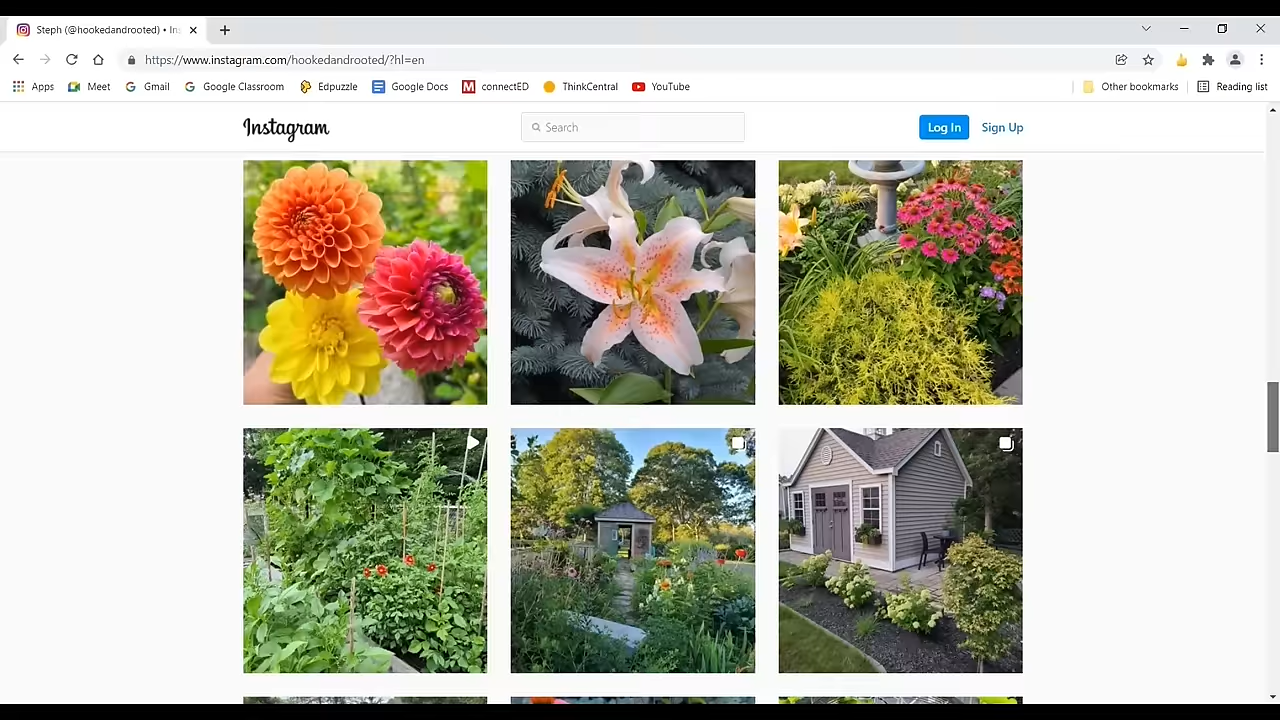 Steph (@hookedandrooted) • In
https://www.instagram.com/hookedandrooted/?hl=en
Apps Meet Gmail Google Classroom Edpuzzle Google Docs connectED ThinkCentral YouTube Other bookmarks Reading list
Instagram Search Log In Sign Up